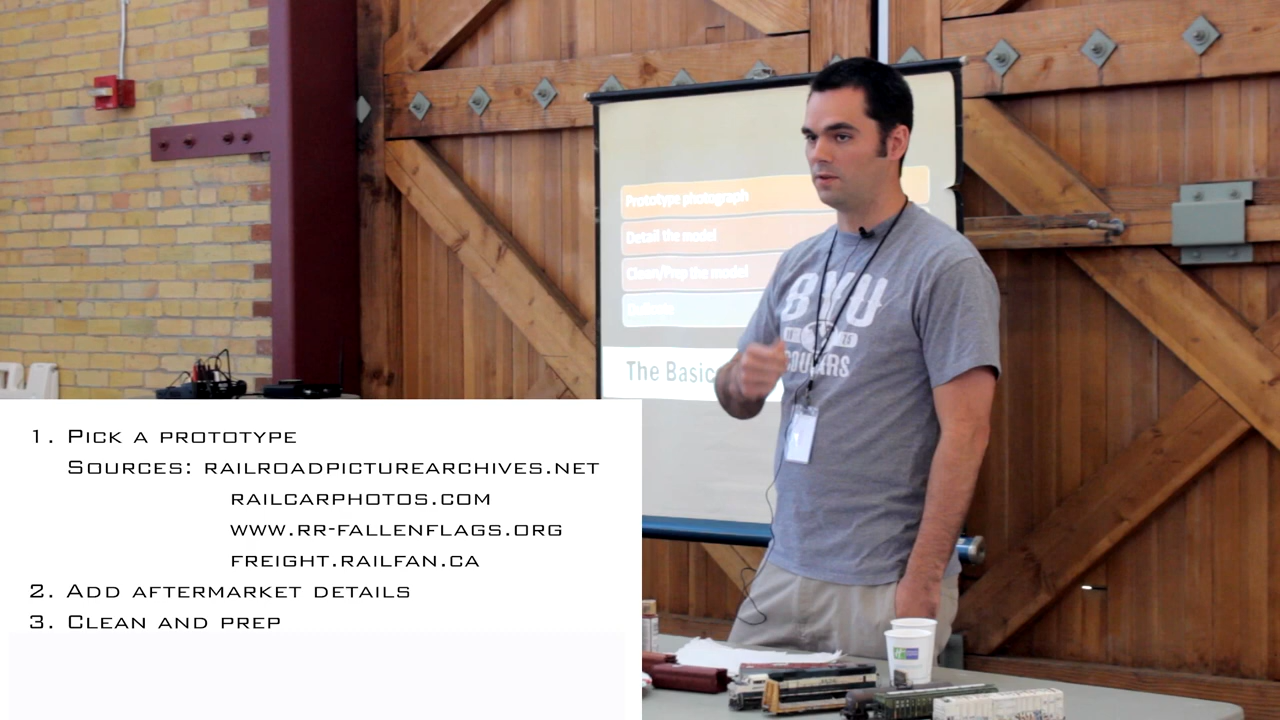 Prototype photograph
Detail the model
Clean/Prep the model
The Basic
BYU
COUGARS
1. PICK A PROTOTYPE
SOURCES: RAILROADPICTUREARCHIVES.NET
RAILCARPHOTOS.COM
WWW.RR-FALLENFLAGS.ORG
FREIGHT.RAILFAN.CA
2. ADD AFTERMARKET DETAILS
3. CLEAN AND PREP